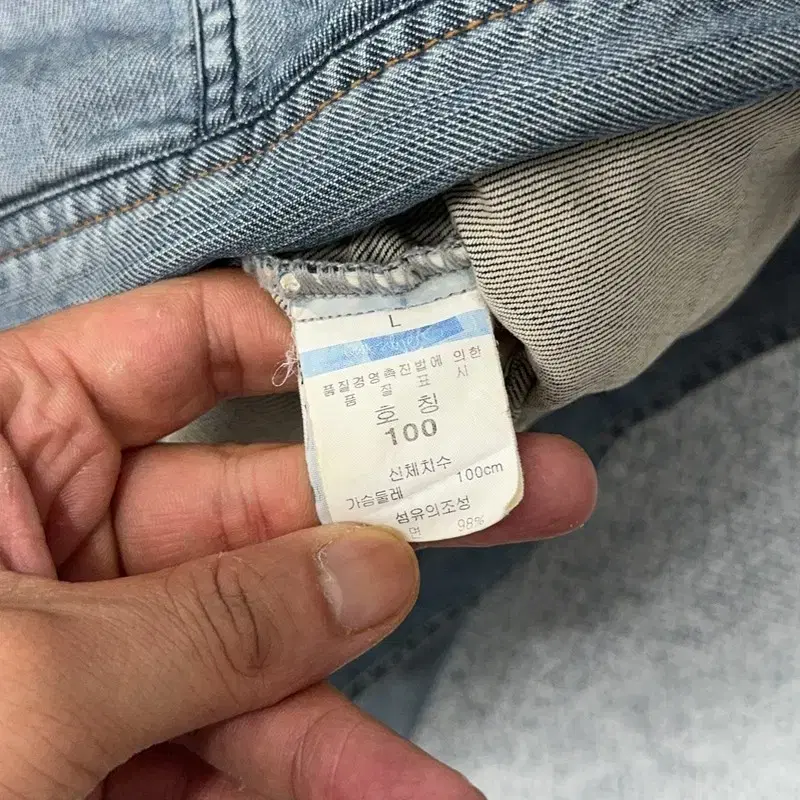 L
품질경영촉진법에 의한
품 질 표 시
호 칭
100
신체치수
가슴둘레 100cm
섬유의조성
면 98%